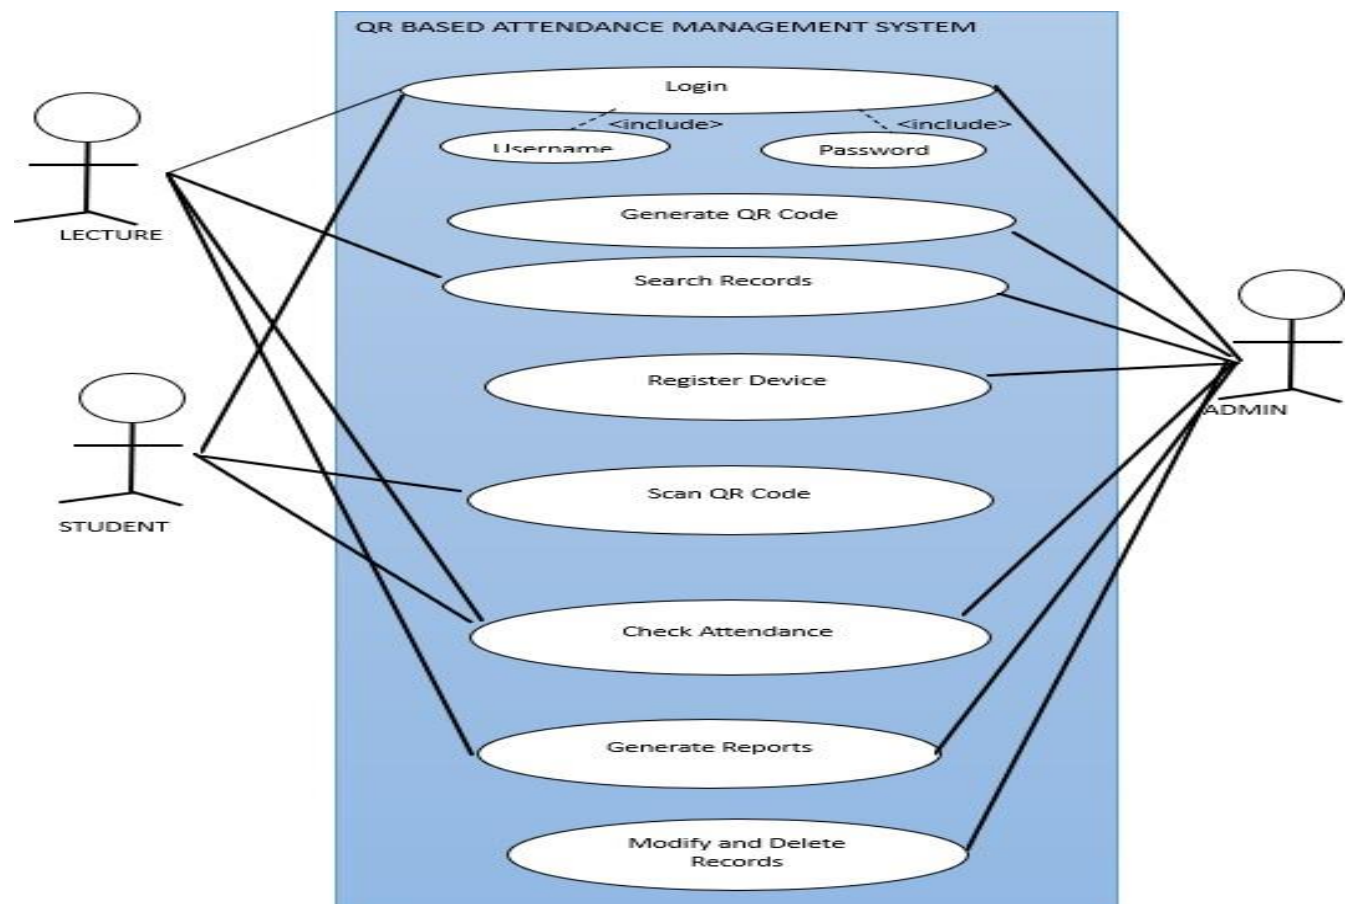 QR BASED ATTENDANCE MANAGEMENT SYSTEM
Login
<include>
<include>
Username
Password
Generate QR Code
LECTURE
Search Records
Register Device
ADMIN
Scan QR Code
STUDENT
Check Attendance
Generate Reports
Modify and Delete
Records